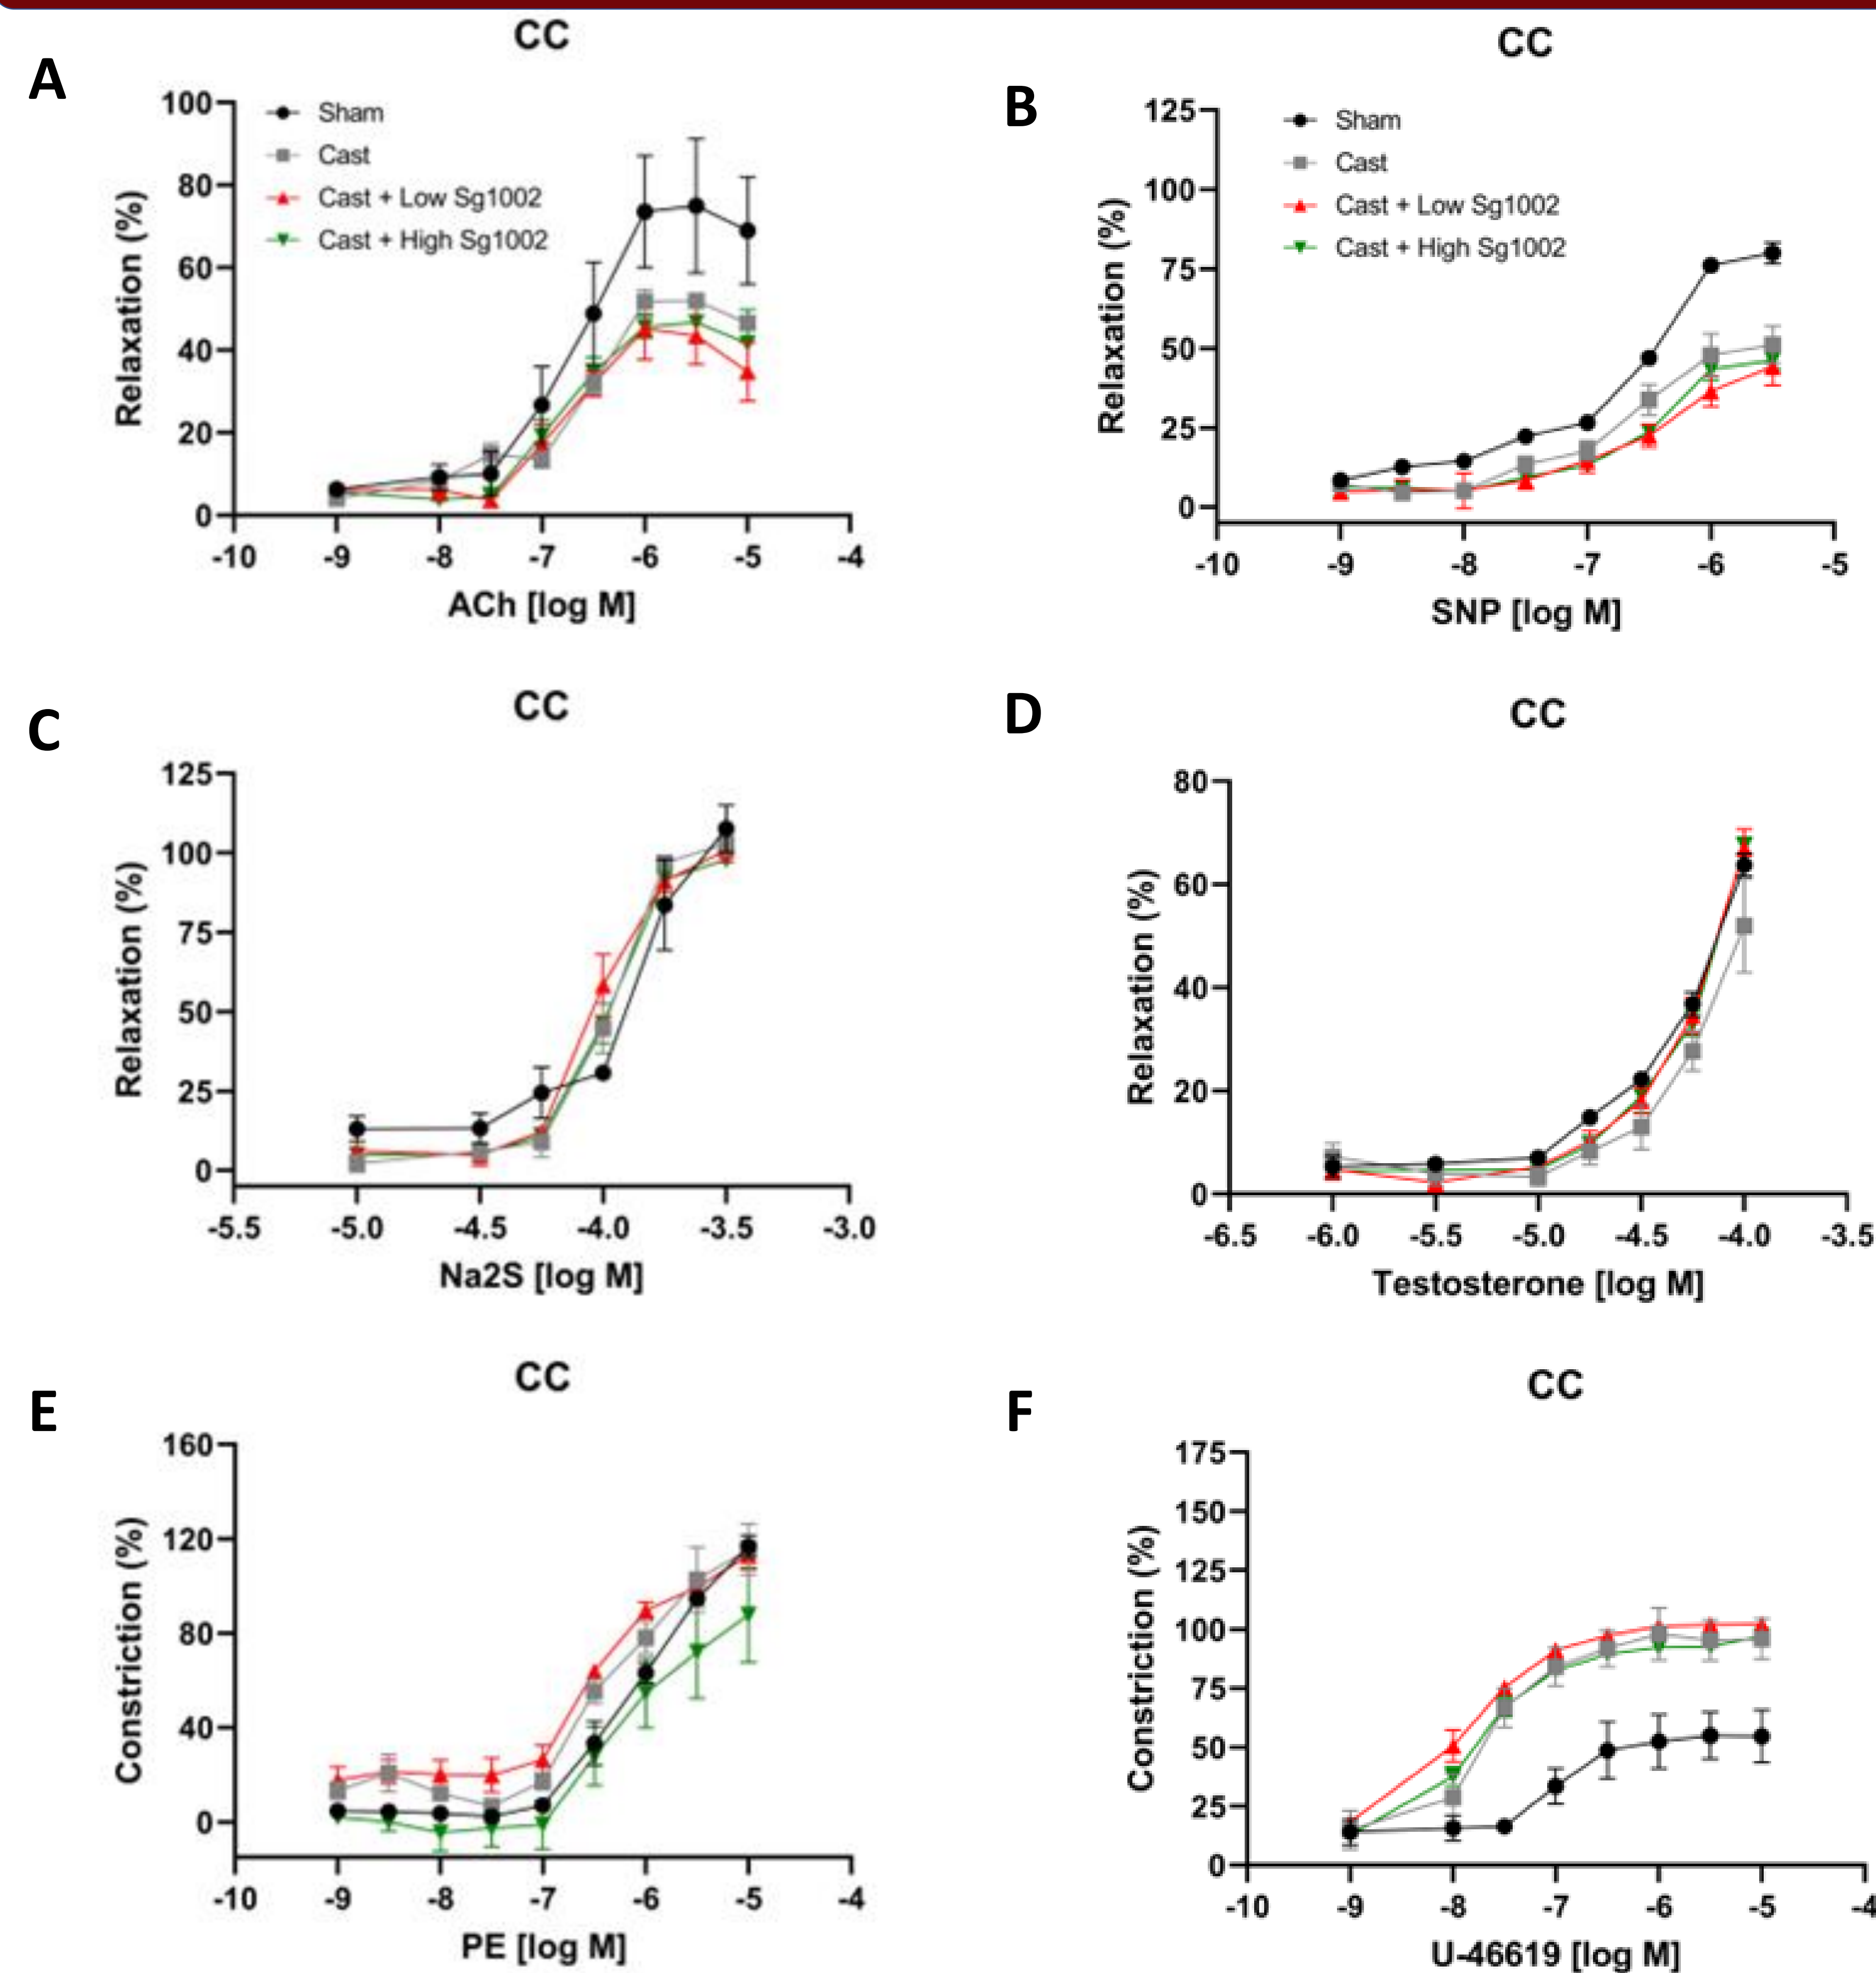 CC
A
100
80
60
40
20
0
Relaxation (%)
Sham
Cast
Cast + Low Sg1002
Cast + High Sg1002
-10 -9 -8 -7 -6 -5 -4
ACh [log M]
CC
B
125
100
75
50
25
0
Relaxation (%)
Sham
Cast
Cast + Low Sg1002
Cast + High Sg1002
-10 -9 -8 -7 -6 -5
SNP [log M]
CC
C
125
100
75
50
25
0
Relaxation (%)
-5.5 -5.0 -4.5 -4.0 -3.5 -3.0
Na2S [log M]
CC
D
80
60
40
20
0
Relaxation (%)
-6.5 -6.0 -5.5 -5.0 -4.5 -4.0 -3.5
Testosterone [log M]
CC
E
160
120
80
40
0
Constriction (%)
-10 -9 -8 -7 -6 -5 -4
PE [log M]
CC
F
175
150
125
100
75
50
25
0
Constriction (%)
-10 -9 -8 -7 -6 -5 -4
U-46619 [log M]